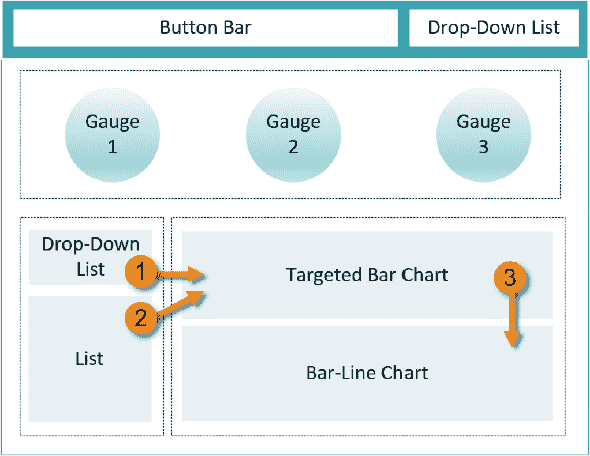 Button Bar
Drop-Down List
Gauge
1
Gauge
2
Gauge
3
Drop-Down
List
1
2
List
Targeted Bar Chart
3
Bar-Line Chart